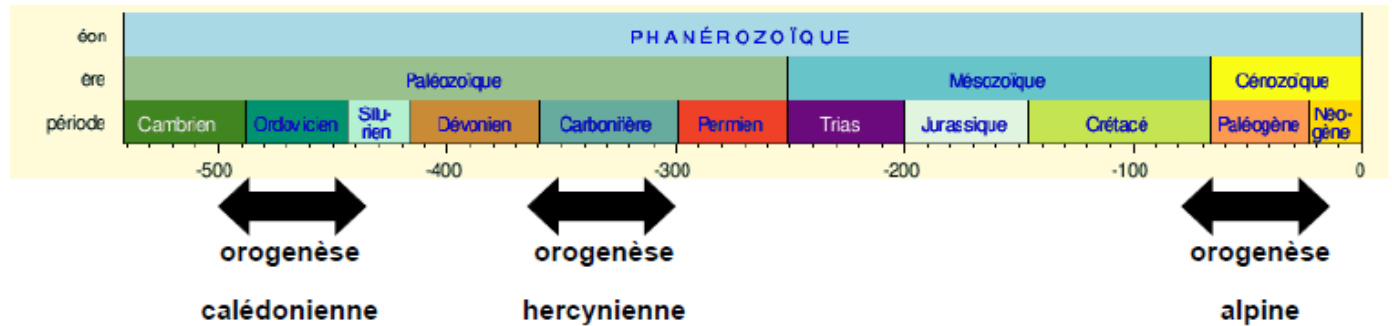 éon PHANÉROZOÏQUE
ère Paléozoïque Mésozoïque Cénozoïque
période Cambrien Ordovicien Silu-
rien Dévonien Carbonifère Permien Trias Jurassique Crétacé Paléogène Néo-
gène
-500 -400 -300 -200 -100 0
orogenèse orogenèse orogenèse
calédonienne hercynienne alpine